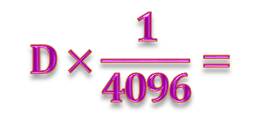 D × 1/4096 =